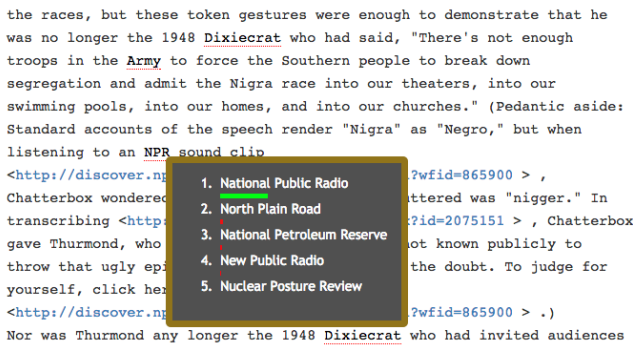 the races, but these token gestures were enough to demonstrate that he
was no longer the 1948 Dixiecrat who had said, "There's not enough
troops in the Army to force the Southern people to break down
segregation and admit the Nigra race into our theaters, into our
swimming pools, into our homes, and into our churches." (Pedantic aside:
Standard accounts of the speech render "Nigra" as "Negro," but when
listening to an NPR sound clip
<http://discover.np ?wfid=865900 > ,
Chatterbox wondered ttered was "nigger." In
transcribing <http: ?id=2075151 > , Chatterbox
gave Thurmond, who not known publicly to
throw that ugly epi the doubt. To judge for
yourself, click her
<http://discover.np ?wfid=865900 > .)
Nor was Thurmond any longer the 1948 Dixiecrat who had invited audiences
1. National Public Radio
2. North Plain Road
3. National Petroleum Reserve
4. New Public Radio
5. Nuclear Posture Review